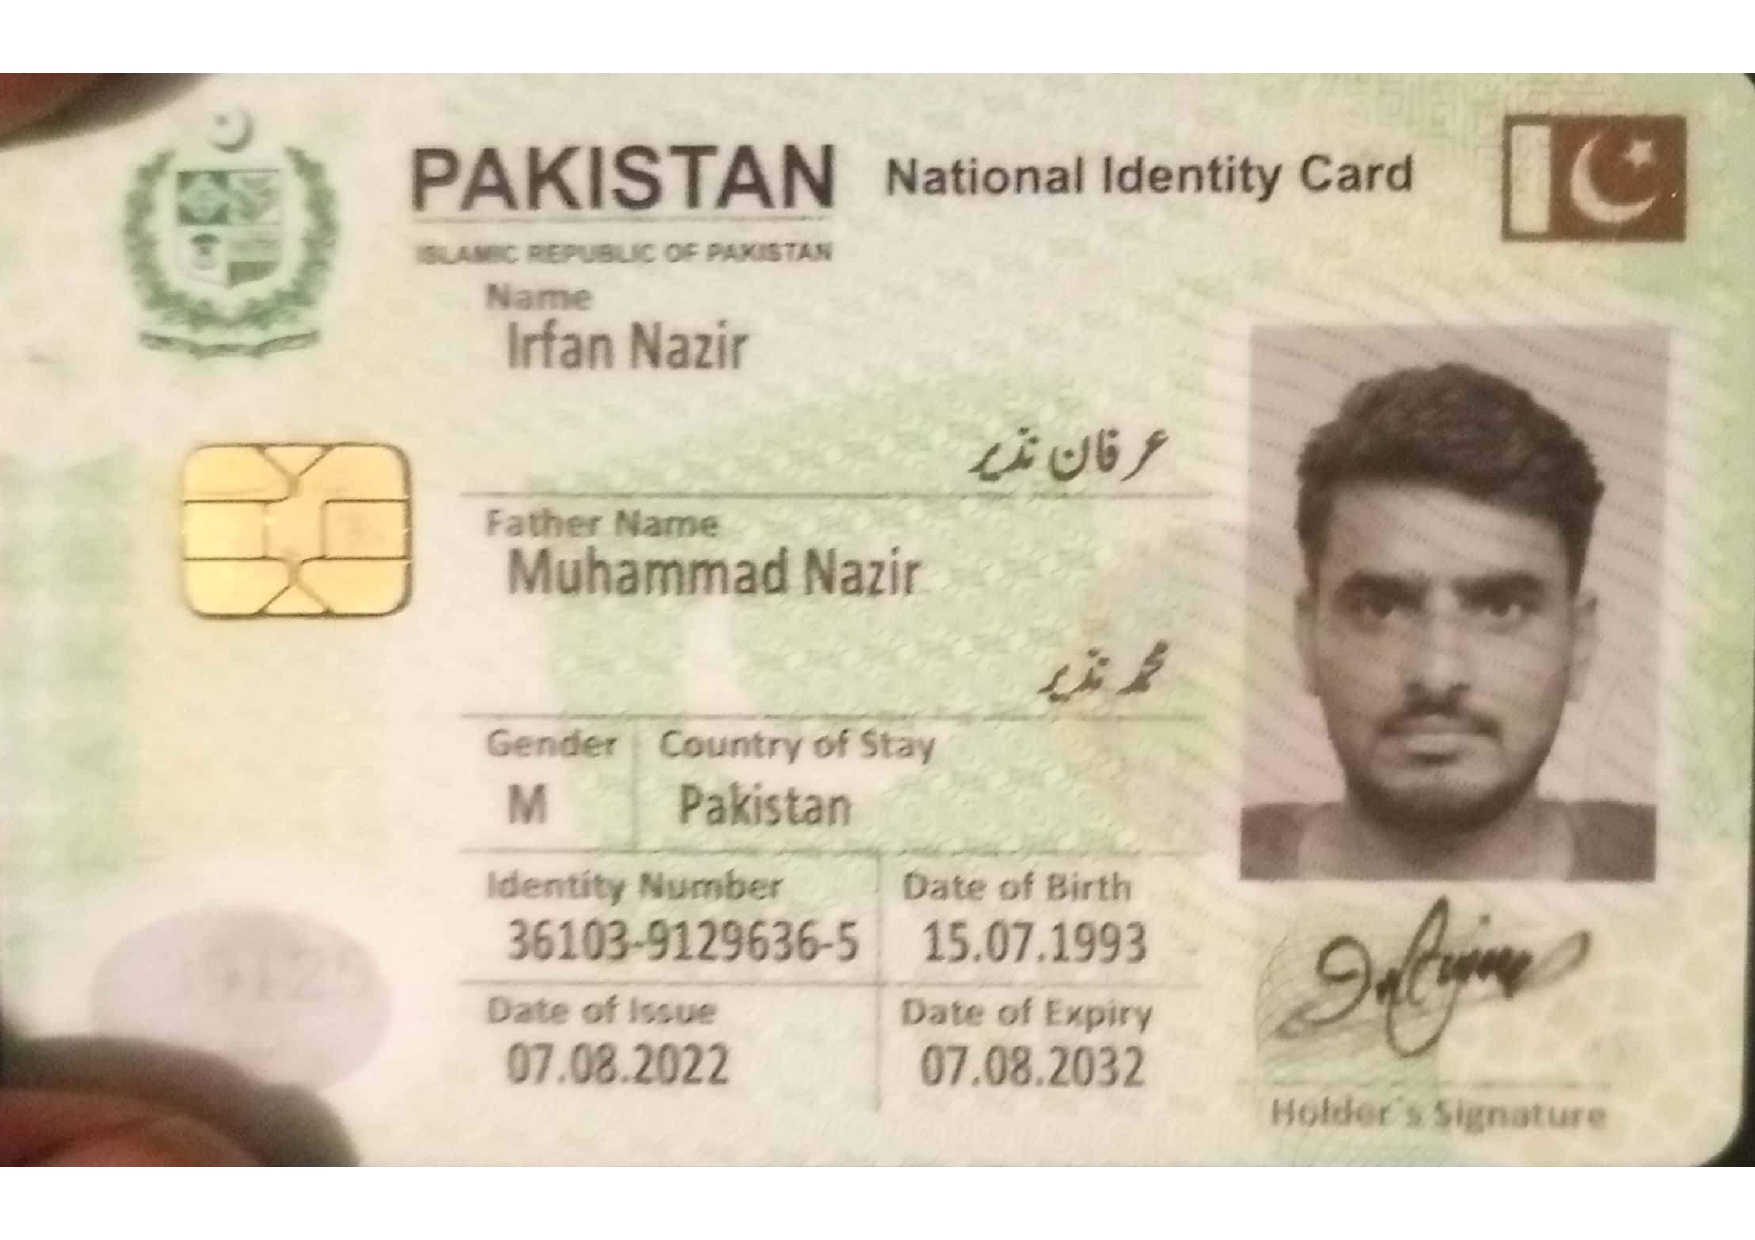 PAKISTAN National Identity Card
ISLAMIC REPUBLIC OF PAKISTAN
Name
Irfan Nazir
عرفان نذیر
Father Name
Muhammad Nazir
محمد نذیر
Gender Country of Stay
M Pakistan
Identity Number Date of Birth
36103-9129636-5 15.07.1993
Date of Issue Date of Expiry
07.08.2022 07.08.2032
Holder's Signature